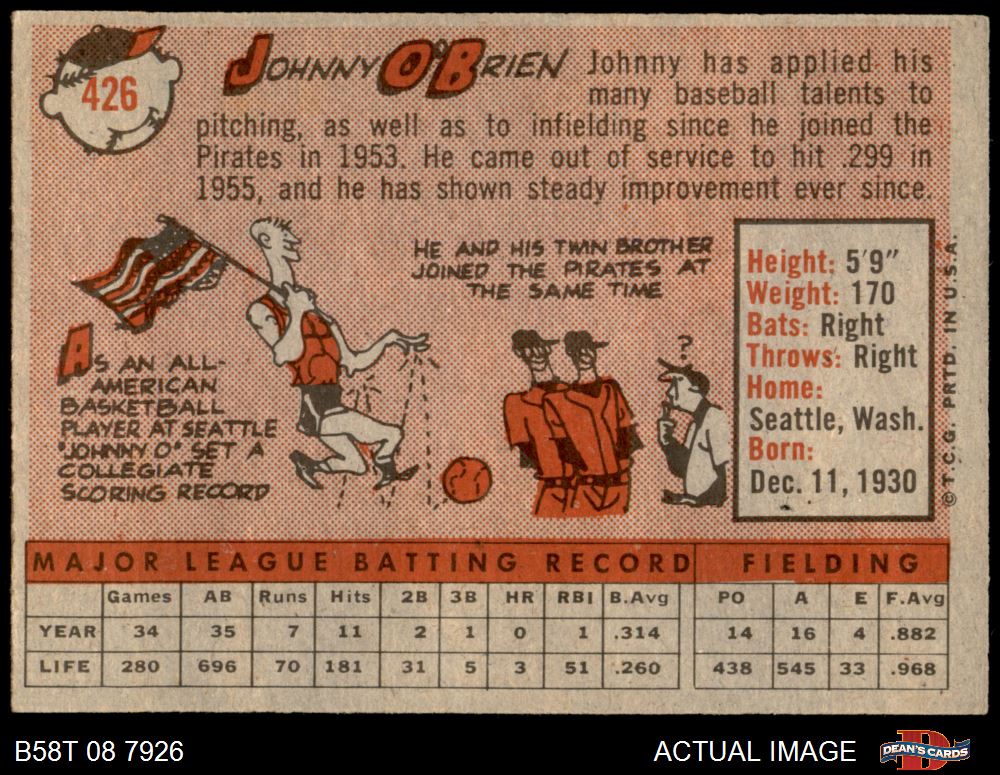 426
JOHNNY O'BRIEN
Johnny has applied his
many baseball talents to
pitching, as well as to infielding since he joined the
Pirates in 1953. He came out of service to hit .299 in
1955, and he has shown steady improvement ever since.
HE AND HIS TWIN BROTHER
JOINED THE PIRATES AT
THE SAME TIME
AS AN ALL-
AMERICAN
BASKETBALL
PLAYER AT SEATTLE
"JOHNNY O" SET A
COLLEGIATE
SCORING RECORD
?
Height: 5'9"
Weight: 170
Bats: Right
Throws: Right
Home:
Seattle, Wash.
Born:
Dec. 11, 1930
© T.C.G. PRTD. IN U.S.A.
MAJOR LEAGUE BATTING RECORD FIELDING
Games AB Runs Hits 2B 3B HR RBI B.Avg PO A E F.Avg
YEAR 34 35 7 11 2 1 0 1 .314 14 16 4 .882
LIFE 280 696 70 181 31 5 3 51 .260 438 545 33 .968
B58T 08 7926 ACTUAL IMAGE DEAN'S CARDS